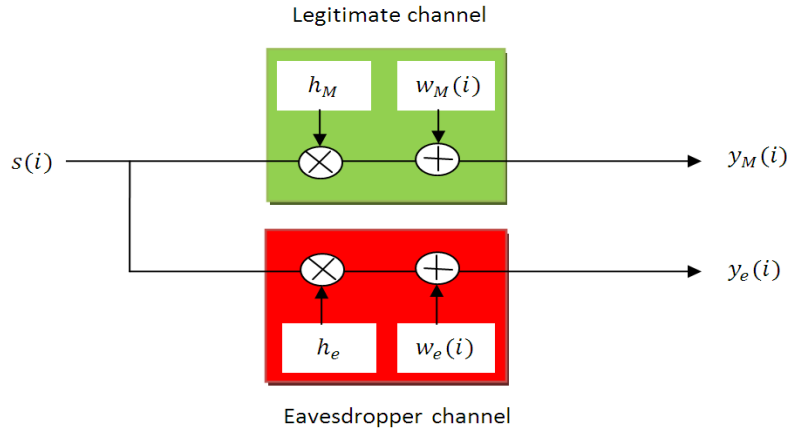 Legitimate channel
h_M
w_M(i)
s(i)
y_M(i)
y_e(i)
h_e
w_e(i)
Eavesdropper channel